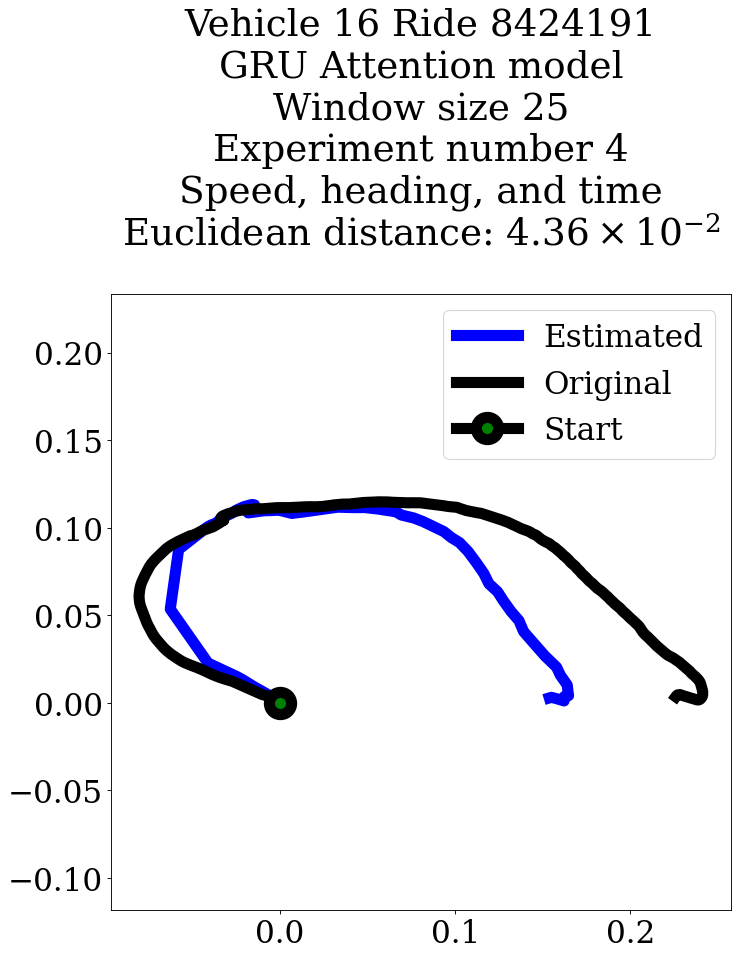 Vehicle 16 Ride 8424191
GRU Attention model
Window size 25
Experiment number 4
Speed, heading, and time
Euclidean distance: 4.36 × 10⁻²
Estimated
Original
Start
0.20
0.15
0.10
0.05
0.00
−0.05
−0.10
0.0 0.1 0.2